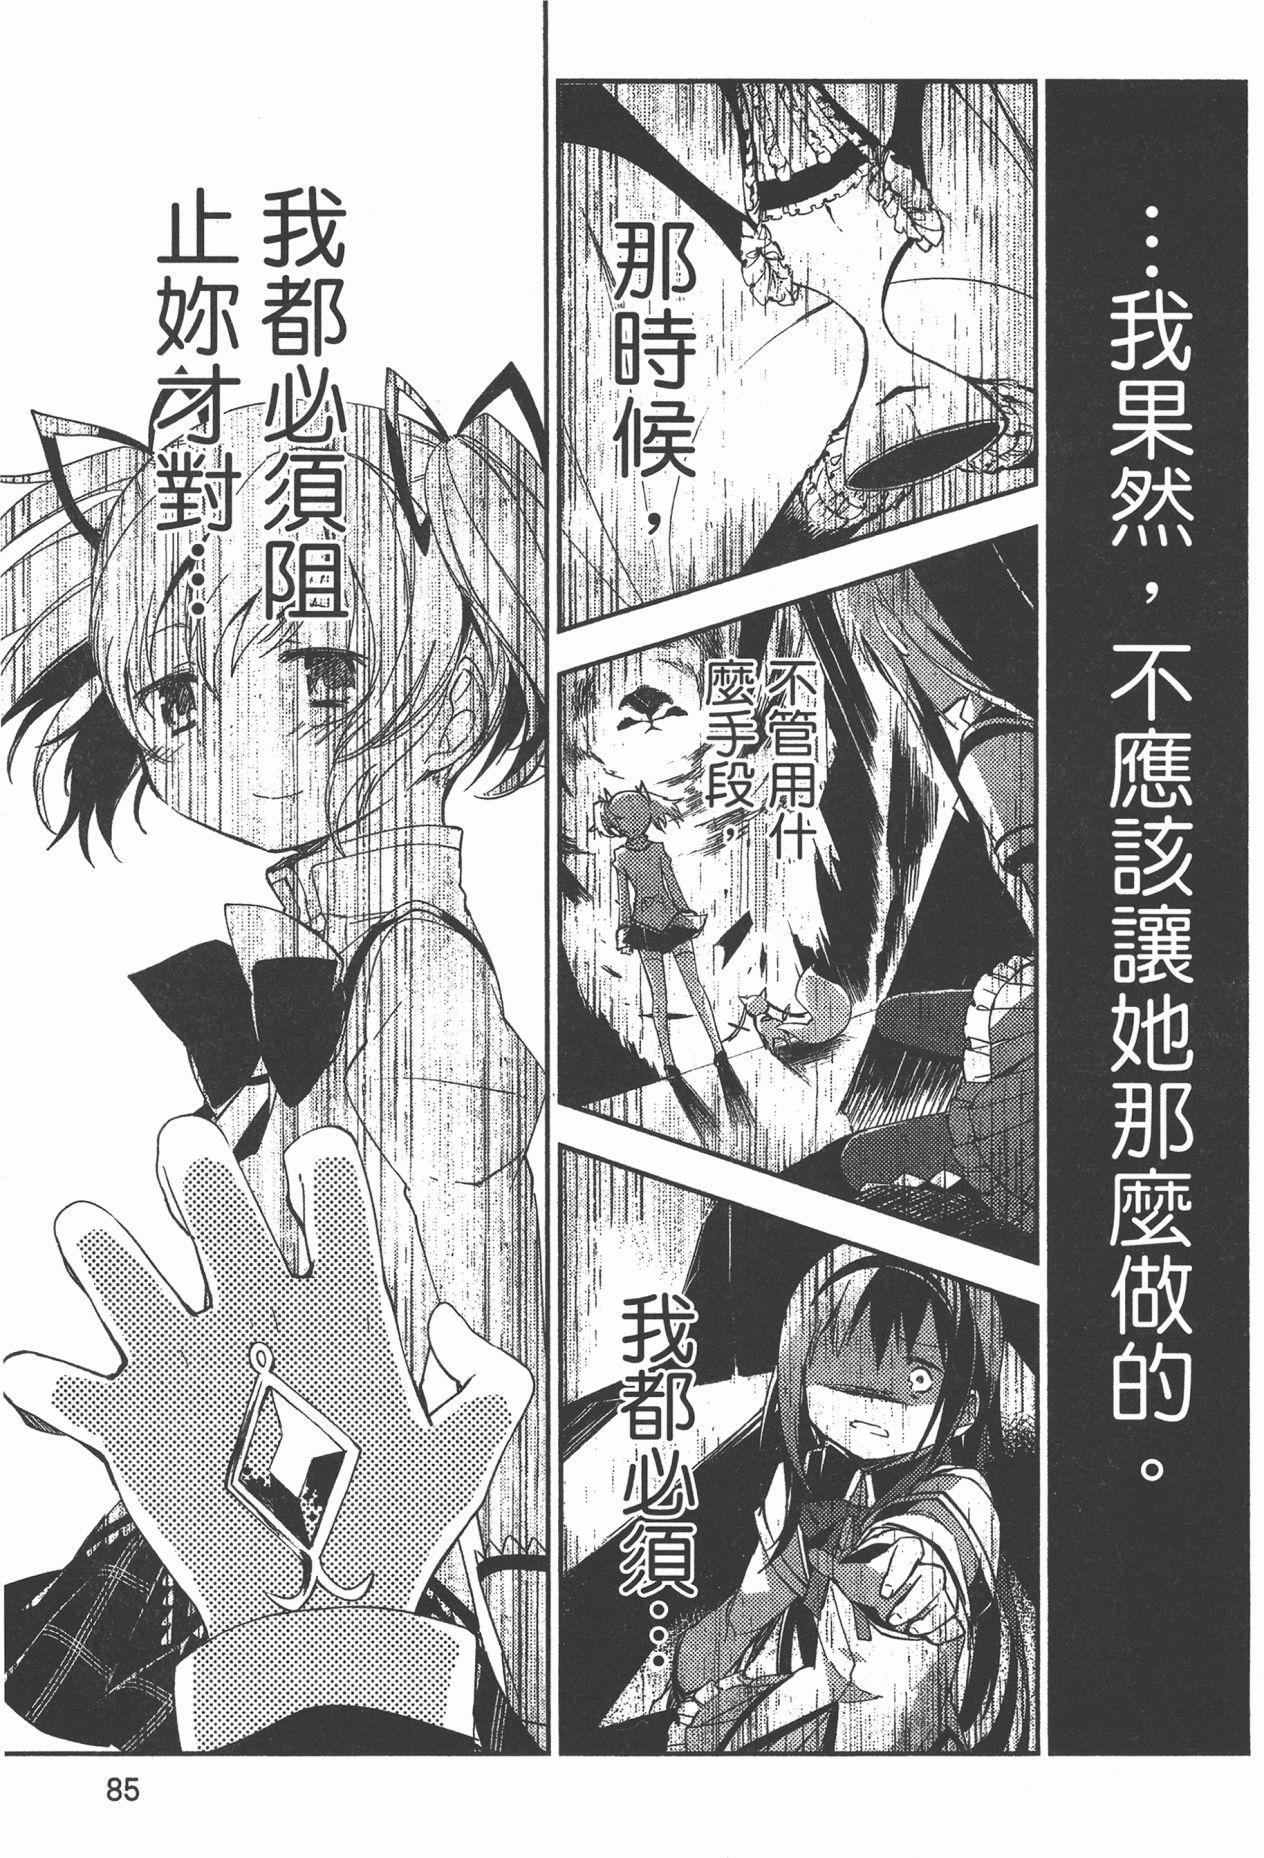 …我果然，不應該讓她那麼做的。
那時候，
不管用什
麼手段，
我都必須…
我都必須阻
止妳才對…
85